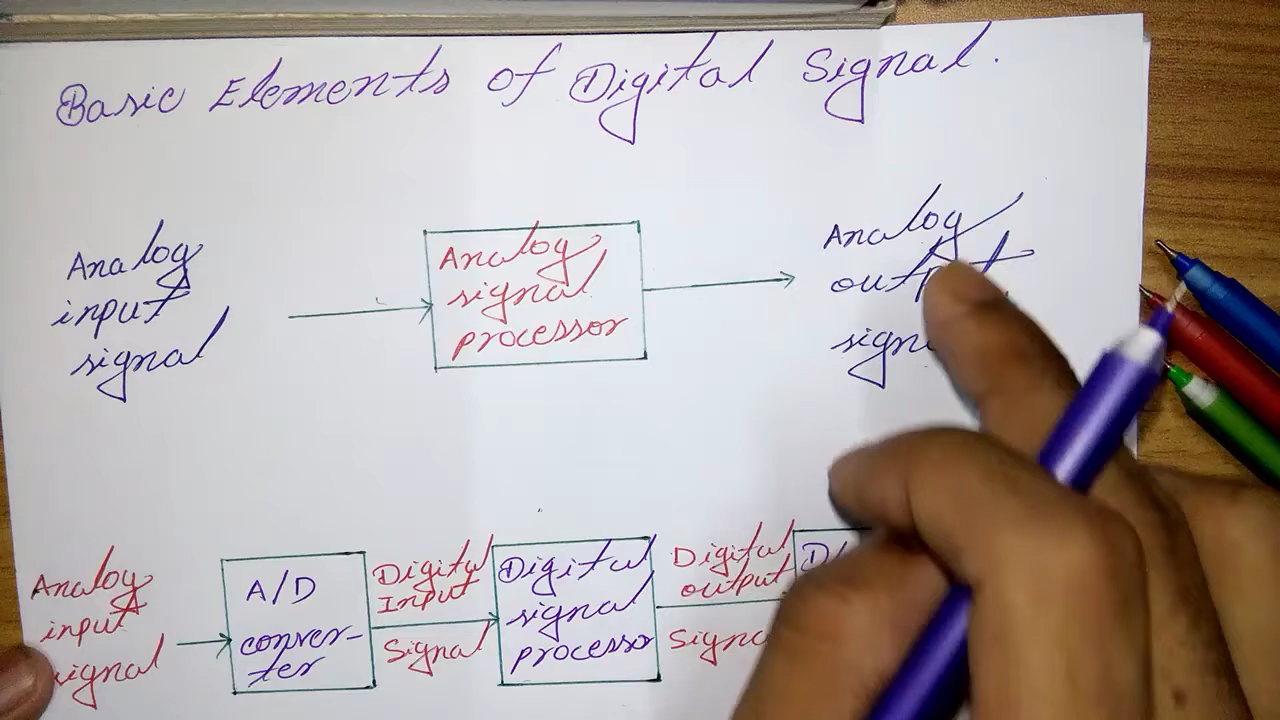 Basic Elements of Digital Signal.
Analog
input
signal
Analog
signal
processor
Analog
output
Analog
input
signal
A/D
conver-
ter
Digital
Input
Signal
Digital
signal
processor
Digital
output